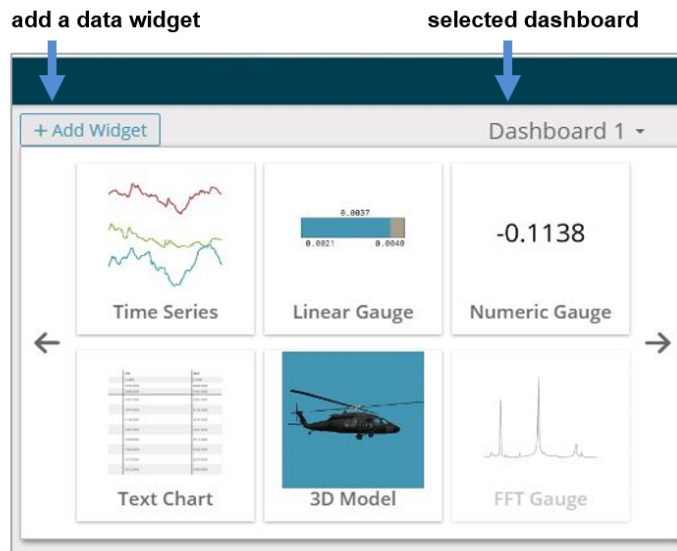 add a data widget
selected dashboard
+ Add Widget
Dashboard 1
0.0037
0.0021 0.0040
-0.1138
Time Series
Linear Gauge
Numeric Gauge
Text Chart
3D Model
FFT Gauge